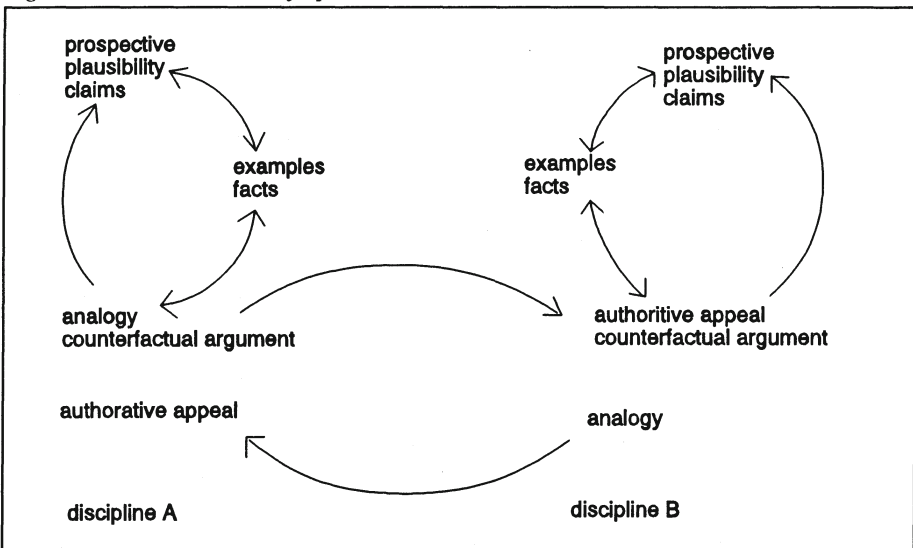 prospective
plausibility
claims
examples
facts
analogy
counterfactual argument
authorative appeal
discipline A
prospective
plausibility
claims
examples
facts
authoritive appeal
counterfactual argument
analogy
discipline B